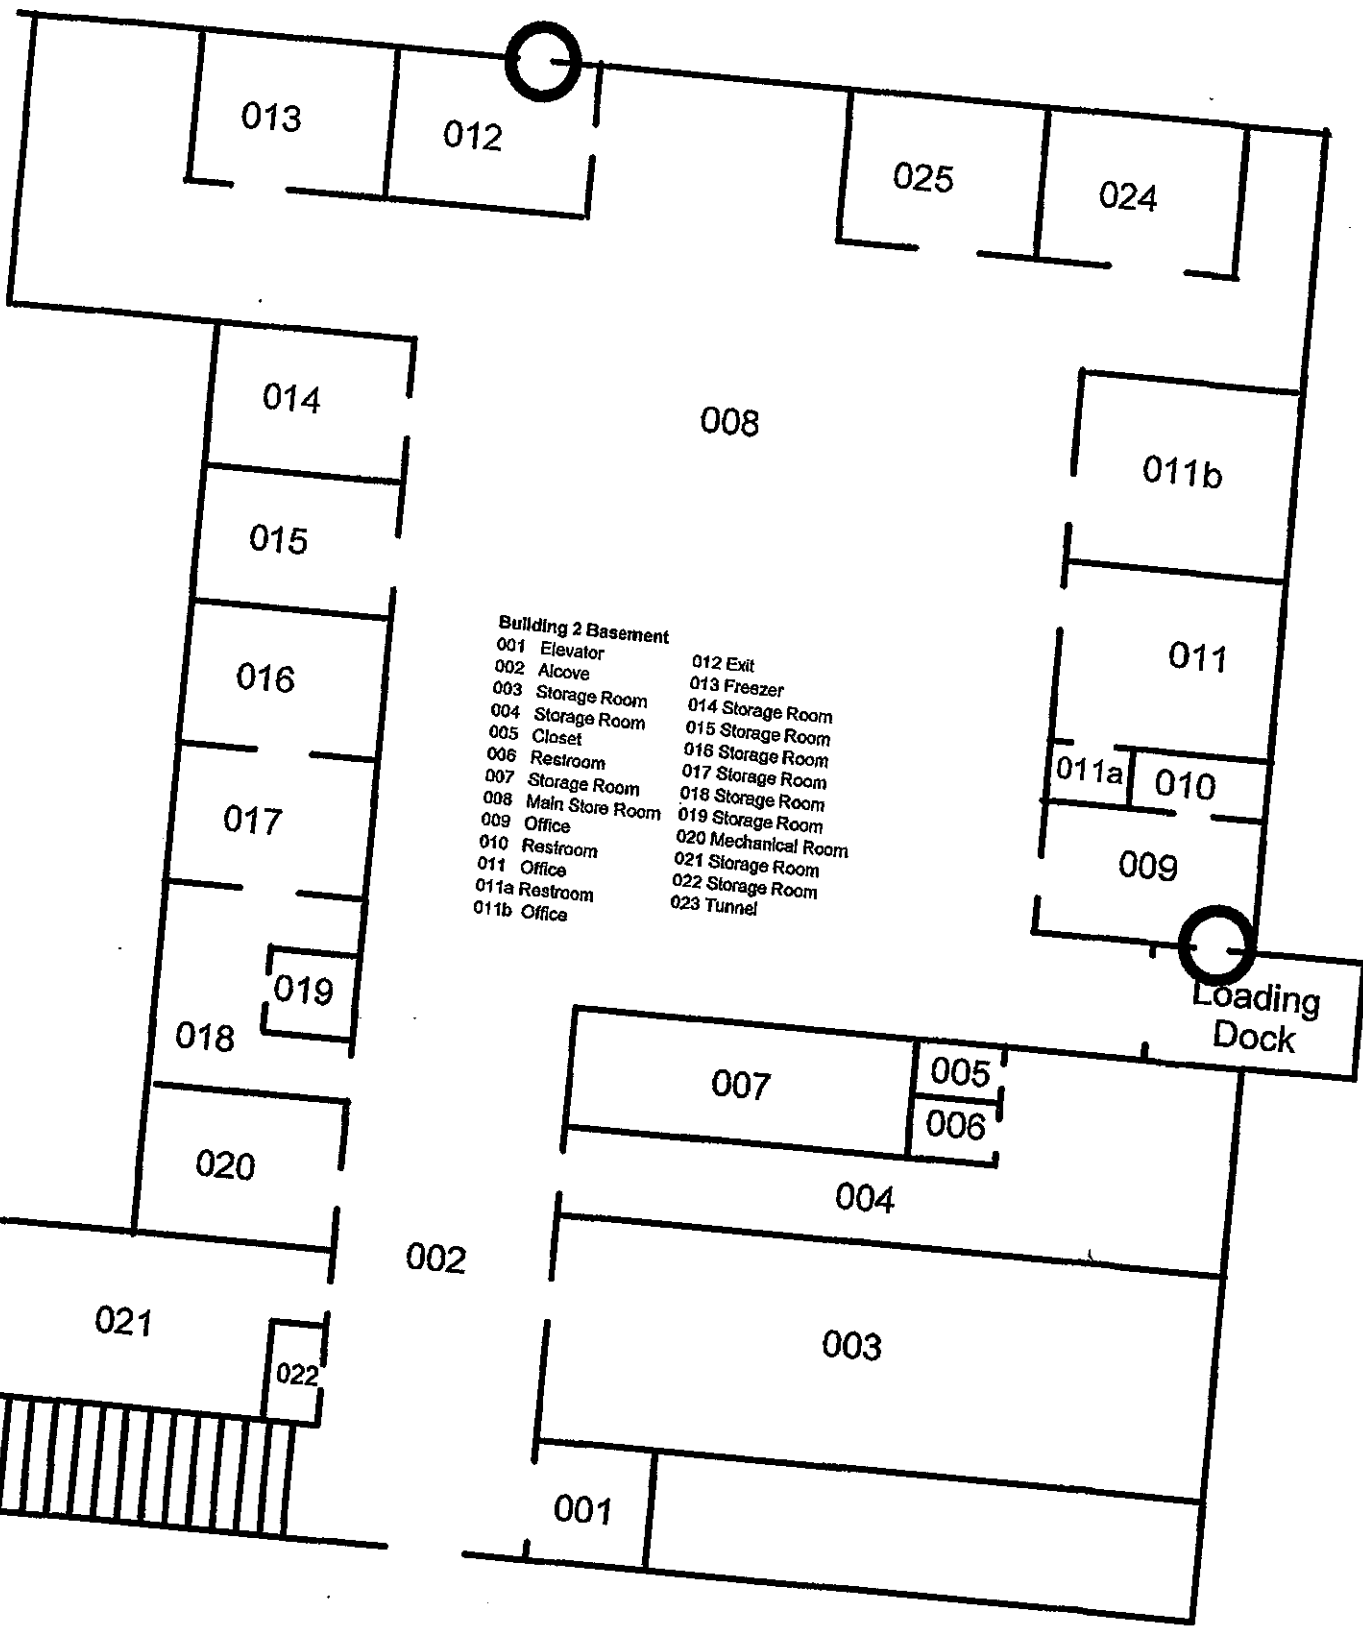 013
012
025
024
014
008
011b
015
011
016
Building 2 Basement
001 Elevator
002 Alcove
003 Storage Room
004 Storage Room
005 Closet
006 Restroom
007 Storage Room
008 Main Store Room
009 Office
010 Restroom
011 Office
011a Restroom
011b Office
012 Exit
013 Freezer
014 Storage Room
015 Storage Room
016 Storage Room
017 Storage Room
018 Storage Room
019 Storage Room
020 Mechanical Room
021 Storage Room
022 Storage Room
023 Tunnel
011a
010
017
009
019
018
Loading
Dock
007
005
006
020
004
002
021
003
022
001